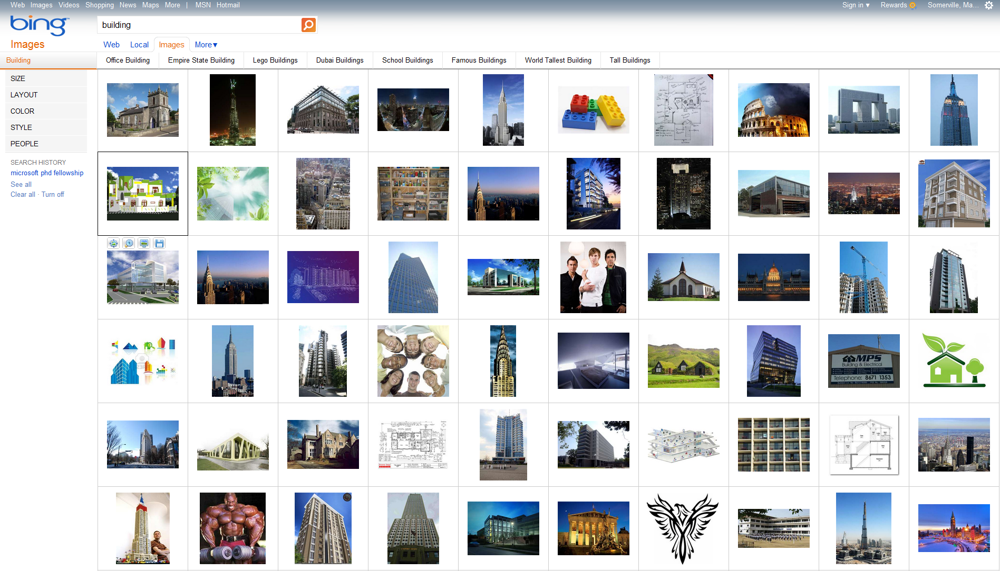 Web Images Videos Shopping News Maps More | MSN Hotmail
Sign in ▾ Rewards Somerville, Ma...
bing™
building
Images
Web Local Images More▾
Building
Office Building Empire State Building Lego Buildings Dubai Buildings School Buildings Famous Buildings World Tallest Building Tall Buildings
SIZE
LAYOUT
COLOR
STYLE
PEOPLE
SEARCH HISTORY
microsoft phd fellowship
See all
Clear all · Turn off
MPS
Building & Electrical
Telephone: 8671 1353